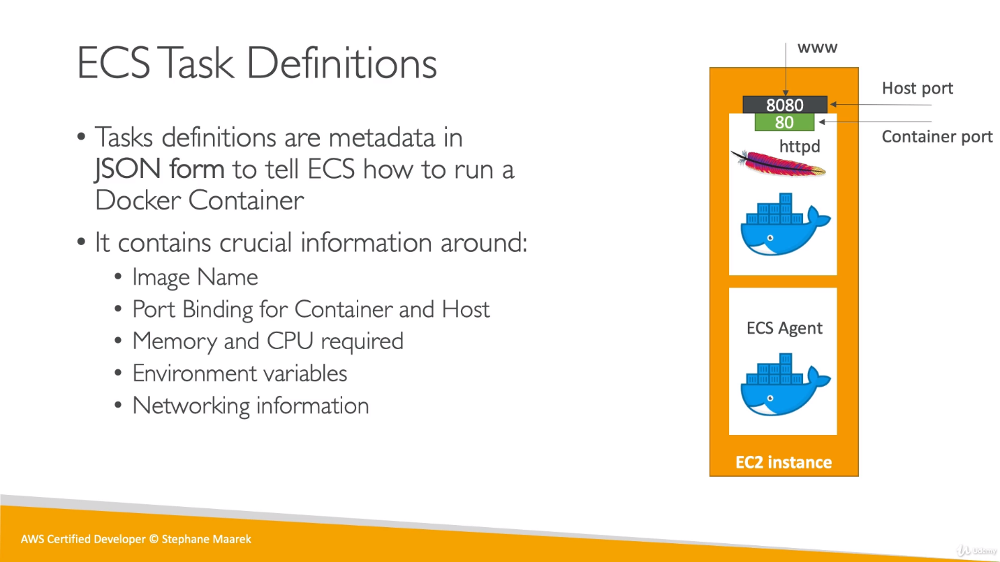 ECS Task Definitions
• Tasks definitions are metadata in
JSON form to tell ECS how to run a
Docker Container
• It contains crucial information around:
• Image Name
• Port Binding for Container and Host
• Memory and CPU required
• Environment variables
• Networking information
www
Host port
8080
80
Container port
httpd
ECS Agent
EC2 instance
AWS Certified Developer © Stephane Maarek
Udemy